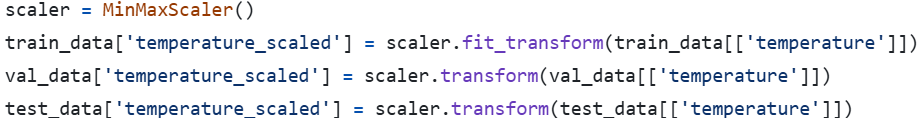 scaler = MinMaxScaler()
train_data['temperature_scaled'] = scaler.fit_transform(train_data[['temperature']])
val_data['temperature_scaled'] = scaler.transform(val_data[['temperature']])
test_data['temperature_scaled'] = scaler.transform(test_data[['temperature']])